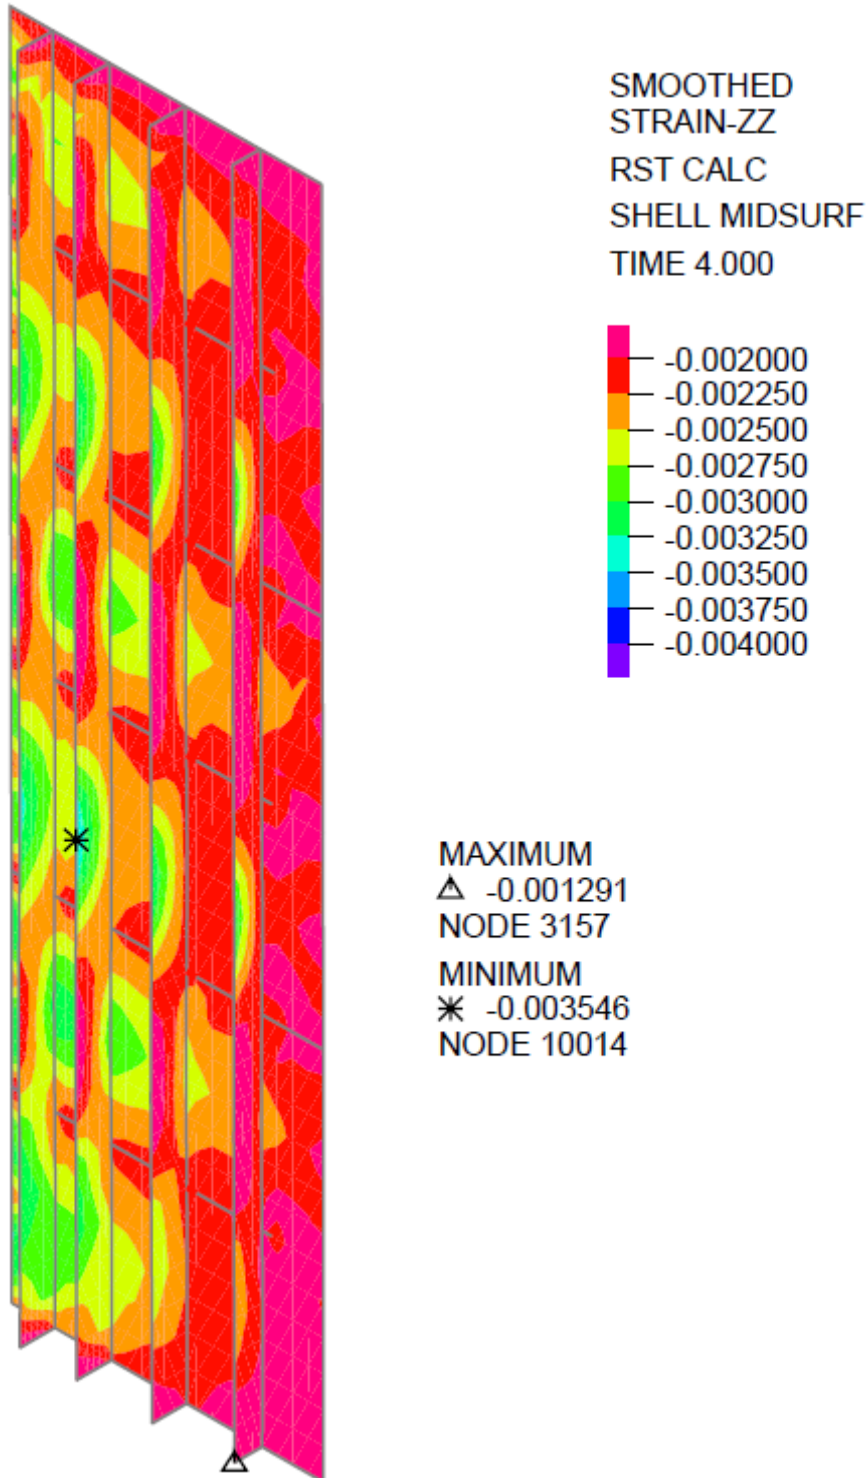 SMOOTHED
STRAIN-ZZ
RST CALC
SHELL MIDSURF
TIME 4.000
-0.002000
-0.002250
-0.002500
-0.002750
-0.003000
-0.003250
-0.003500
-0.003750
-0.004000
MAXIMUM
-0.001291
NODE 3157
MINIMUM
-0.003546
NODE 10014